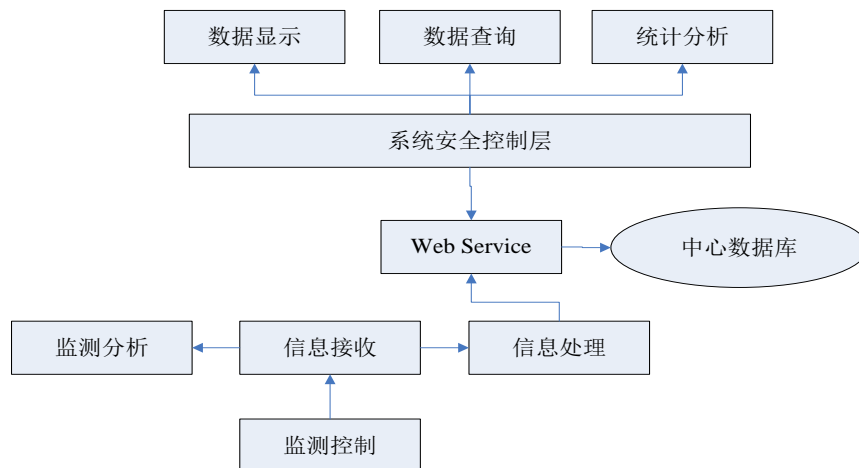 数据显示
数据查询
统计分析
系统安全控制层
Web Service
中心数据库
监测分析
信息接收
信息处理
监测控制